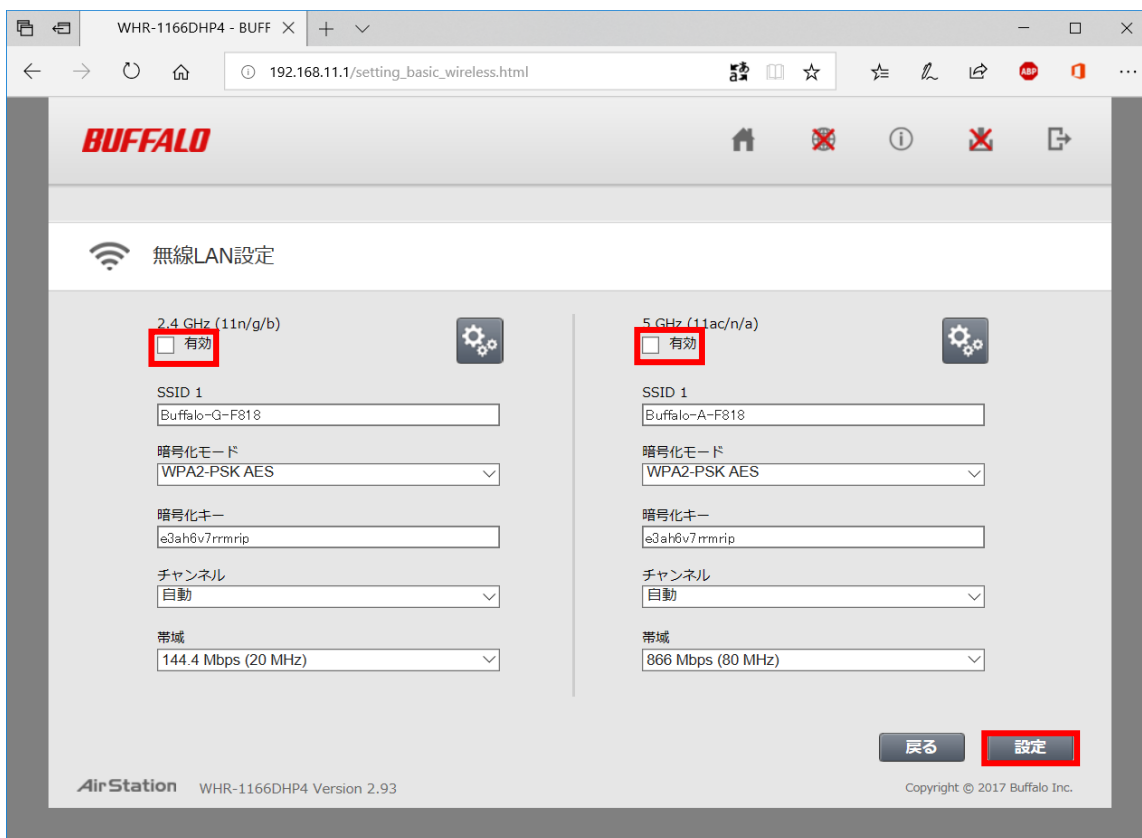 WHR-1166DHP4 - BUFF
192.168.11.1/setting_basic_wireless.html
あa
ABP
BUFFALO
無線LAN設定
2.4 GHz (11n/g/b)
有効
SSID 1
Buffalo-G-F818
暗号化モード
WPA2-PSK AES
暗号化キー
e3ah6v7rrmrip
チャンネル
自動
帯域
144.4 Mbps (20 MHz)
5 GHz (11ac/n/a)
有効
SSID 1
Buffalo-A-F818
暗号化モード
WPA2-PSK AES
暗号化キー
e3ah6v7rrmrip
チャンネル
自動
帯域
866 Mbps (80 MHz)
戻る
設定
AirStation WHR-1166DHP4 Version 2.93
Copyright © 2017 Buffalo Inc.